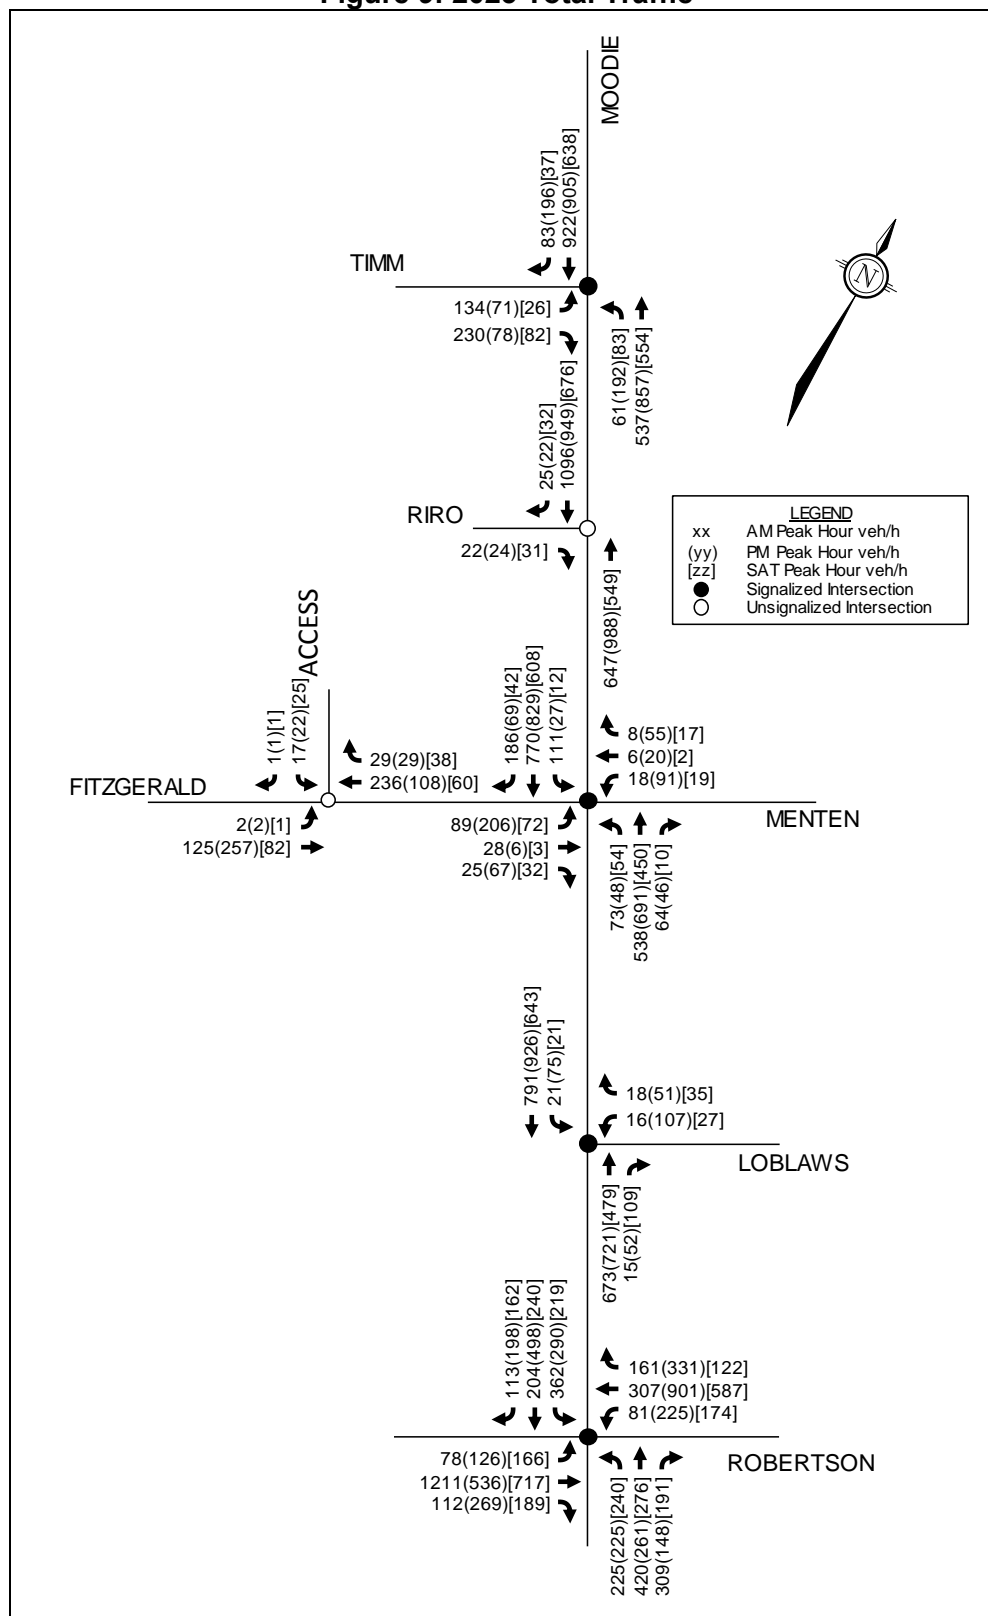 Figure Total Traffic
MOODIE
83(196)[37]
922(905)[638]
TIMM
134(71)[26]
230(78)[82]
61(192)[83]
537(857)[554]
25(22)[32]
1096(949)[676]
RIRO
22(24)[31]
647(988)[549]
N
LEGEND
xx AM Peak Hour veh/h
(yy) PM Peak Hour veh/h
[zz] SAT Peak Hour veh/h
Signalized Intersection
Unsignalized Intersection
ACCESS
1(1)[1]
17(22)[25]
29(29)[38]
236(108)[60]
FITZGERALD
2(2)[1]
125(257)[82]
186(69)[42]
770(829)[608]
111(27)[12]
8(55)[17]
6(20)[2]
18(91)[19]
MENTEN
89(206)[72]
28(6)[3]
25(67)[32]
73(48)[54]
538(691)[450]
64(46)[10]
791(926)[643]
21(75)[21]
18(51)[35]
16(107)[27]
LOBLAWS
673(721)[479]
15(52)[109]
113(198)[162]
204(498)[240]
362(290)[219]
161(331)[122]
307(901)[587]
81(225)[174]
ROBERTSON
78(126)[166]
1211(536)[717]
112(269)[189]
225(225)[240]
420(261)[276]
309(148)[191]